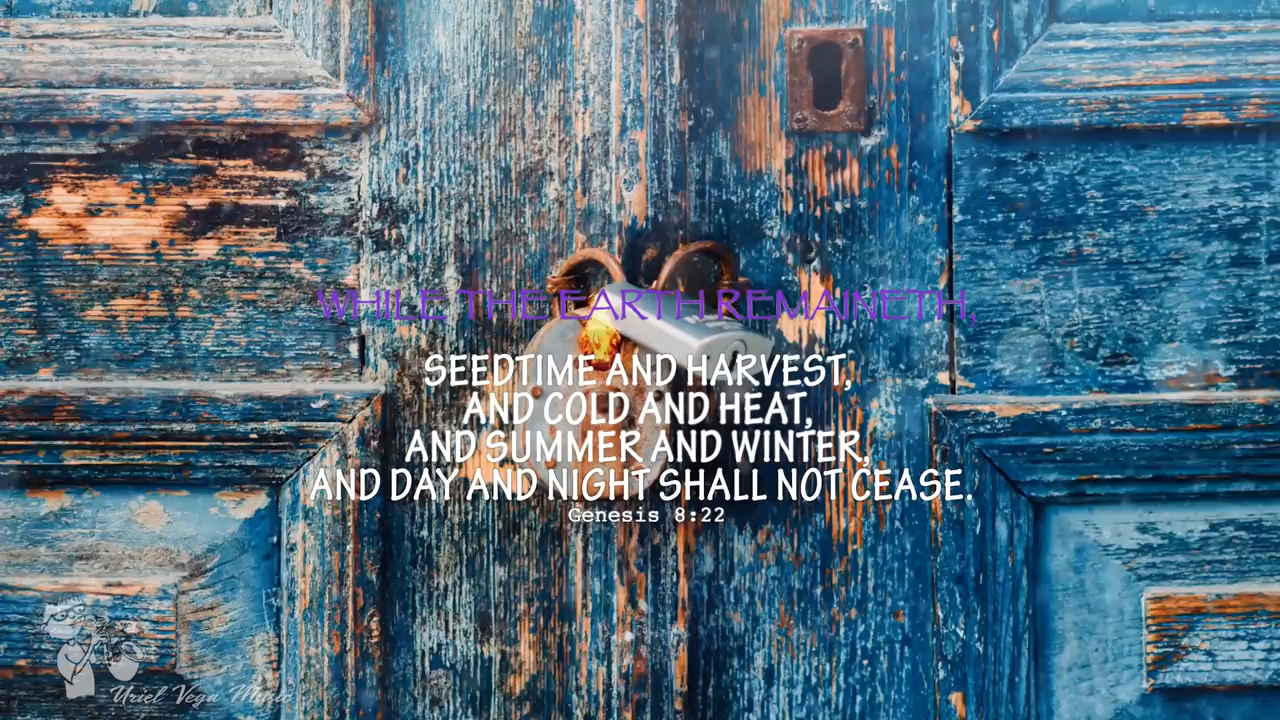 WHILE THE EARTH REMAINETH,
SEEDTIME AND HARVEST,
AND COLD AND HEAT,
AND SUMMER AND WINTER,
AND DAY AND NIGHT SHALL NOT CEASE.
Genesis 8:22
Uriel Vega Music